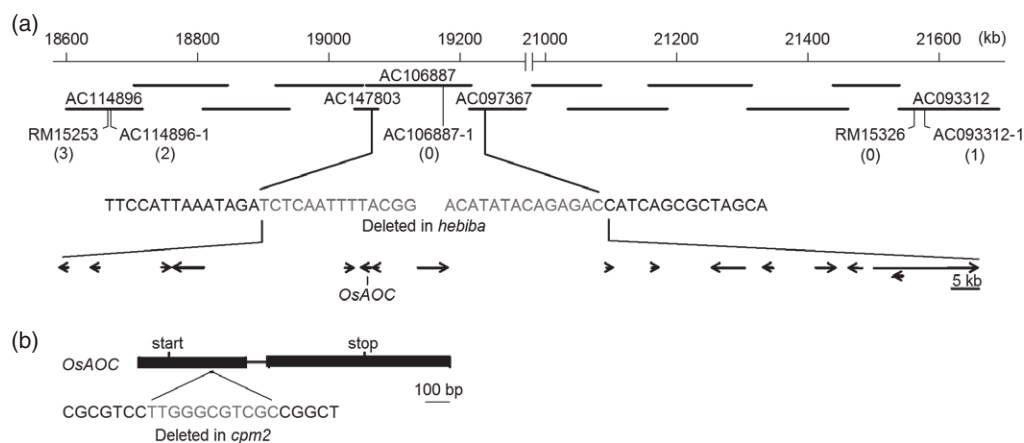 (a)
18600 18800 19000 19200 21000 21200 21400 21600 (kb)
AC106887
AC114896 AC147803 AC097367 AC093312
RM15253 AC114896-1 AC106887-1 RM15326 AC093312-1
(3) (2) (0) (0) (1)
TTCCATTAAATAGATCTCAATTTTACGG ACATATACAGAGACCATCAGCGCTAGCA
Deleted in hebiba
OsAOC
5 kb
(b)
start stop
OsAOC
100 bp
CGCGTCCTTGGGCGTCGCCGGCT
Deleted in cpm2